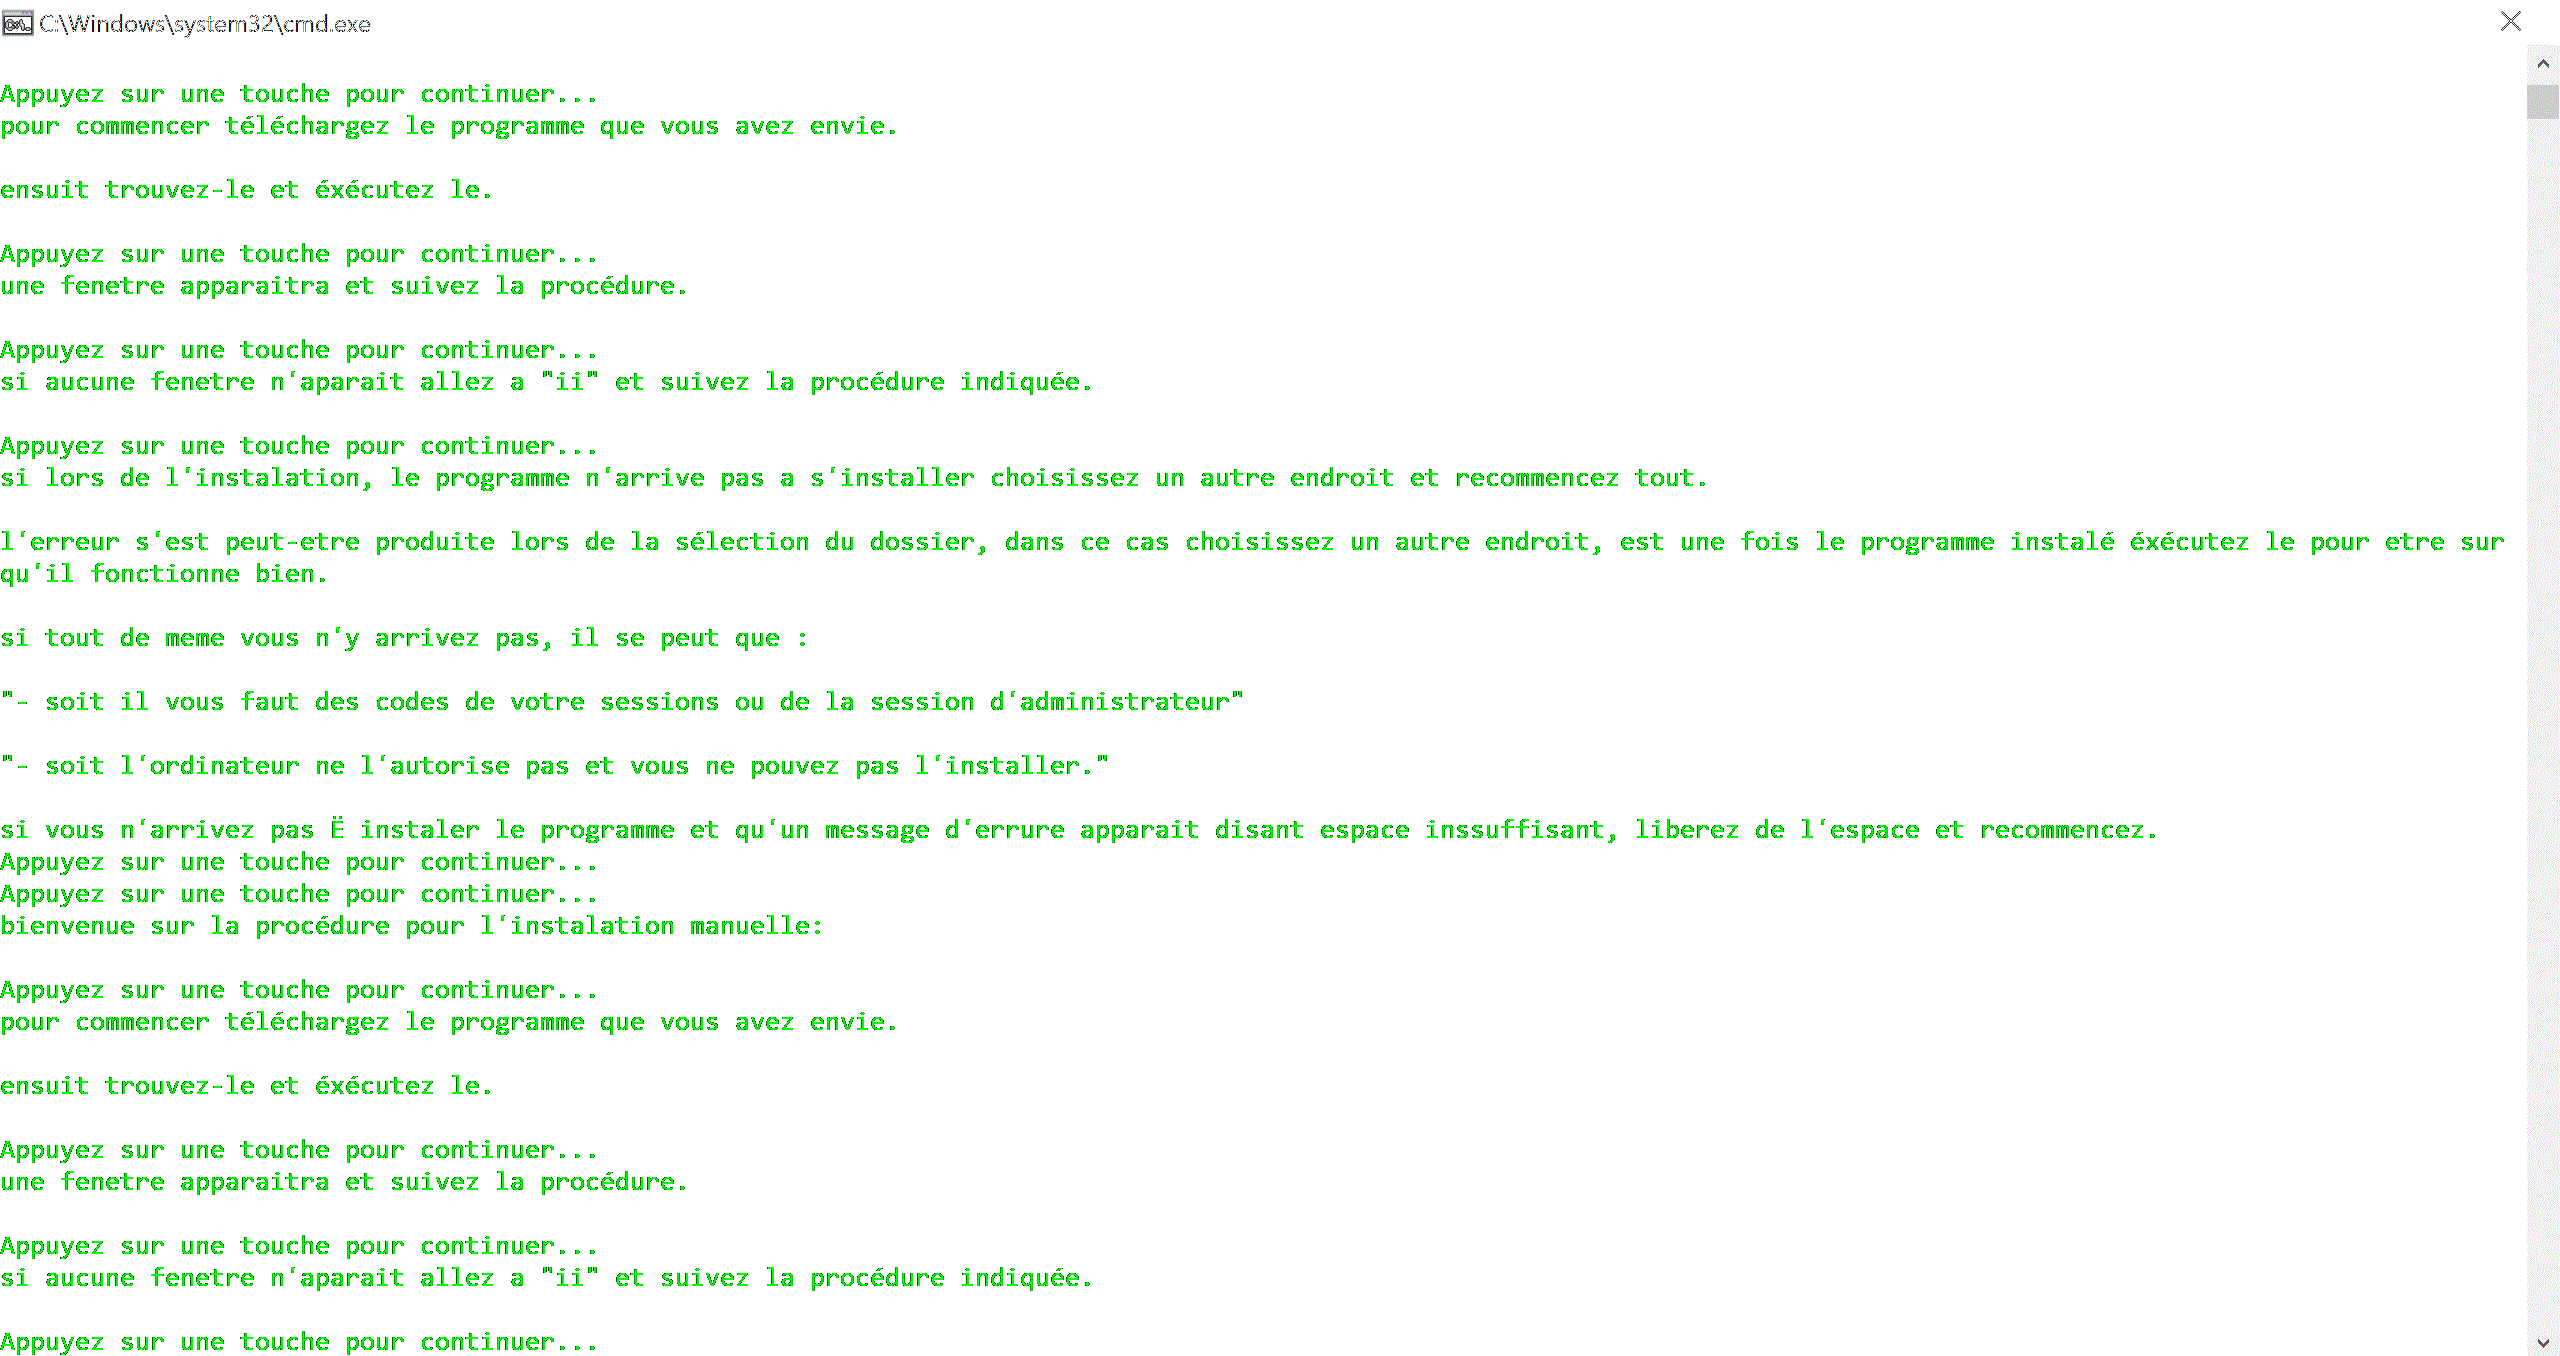 C:\Windows\system32\cmd.exe
Appuyez sur une touche pour continuer...
pour commencer téléchargez le programme que vous avez envie.
ensuit trouvez-le et éxécutez le.
Appuyez sur une touche pour continuer...
une fenetre apparaitra et suivez la procédure.
Appuyez sur une touche pour continuer...
si aucune fenetre n'aparait allez a "ii" et suivez la procédure indiquée.
Appuyez sur une touche pour continuer...
si lors de l'instalation, le programme n'arrive pas a s'installer choisissez un autre endroit et recommencez tout.
l'erreur s'est peut-etre produite lors de la sélection du dossier, dans ce cas choisissez un autre endroit, est une fois le programme instalé éxécutez le pour etre sur
qu'il fonctionne bien.
si tout de meme vous n'y arrivez pas, il se peut que :
"- soit il vous faut des codes de votre sessions ou de la session d'administrateur"
"- soit l'ordinateur ne l'autorise pas et vous ne pouvez pas l'installer."
si vous n'arrivez pas Ë instaler le programme et qu'un message d'errure apparait disant espace inssuffisant, liberez de l'espace et recommencez.
Appuyez sur une touche pour continuer...
Appuyez sur une touche pour continuer...
bienvenue sur la procédure pour l'instalation manuelle:
Appuyez sur une touche pour continuer...
pour commencer téléchargez le programme que vous avez envie.
ensuit trouvez-le et éxécutez le.
Appuyez sur une touche pour continuer...
une fenetre apparaitra et suivez la procédure.
Appuyez sur une touche pour continuer...
si aucune fenetre n'aparait allez a "ii" et suivez la procédure indiquée.
Appuyez sur une touche pour continuer...